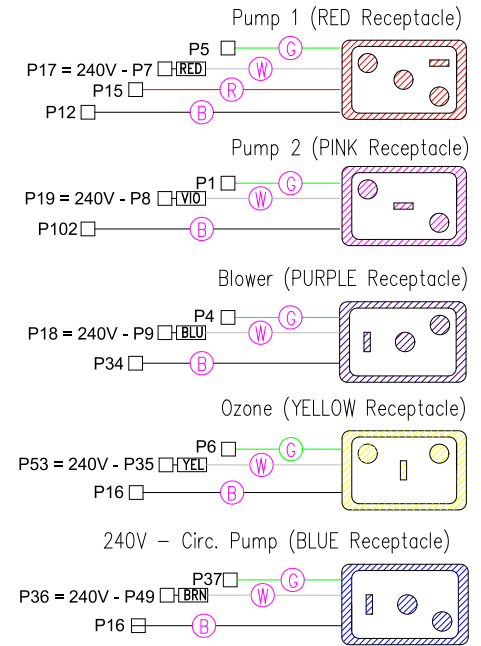 Pump 1 (RED Receptacle)
P5 G
P17 = 240V - P7 RED W
P15 R
P12 B
Pump 2 (PINK Receptacle)
P1 G
P19 = 240V - P8 VIO W
P102 B
Blower (PURPLE Receptacle)
P4 G
P18 = 240V - P9 BLU W
P34 B
Ozone (YELLOW Receptacle)
P6 G
P53 = 240V - P35 YEL W
P16 B
240V - Circ. Pump (BLUE Receptacle)
P37 G
P36 = 240V - P49 BRN W
P16 B